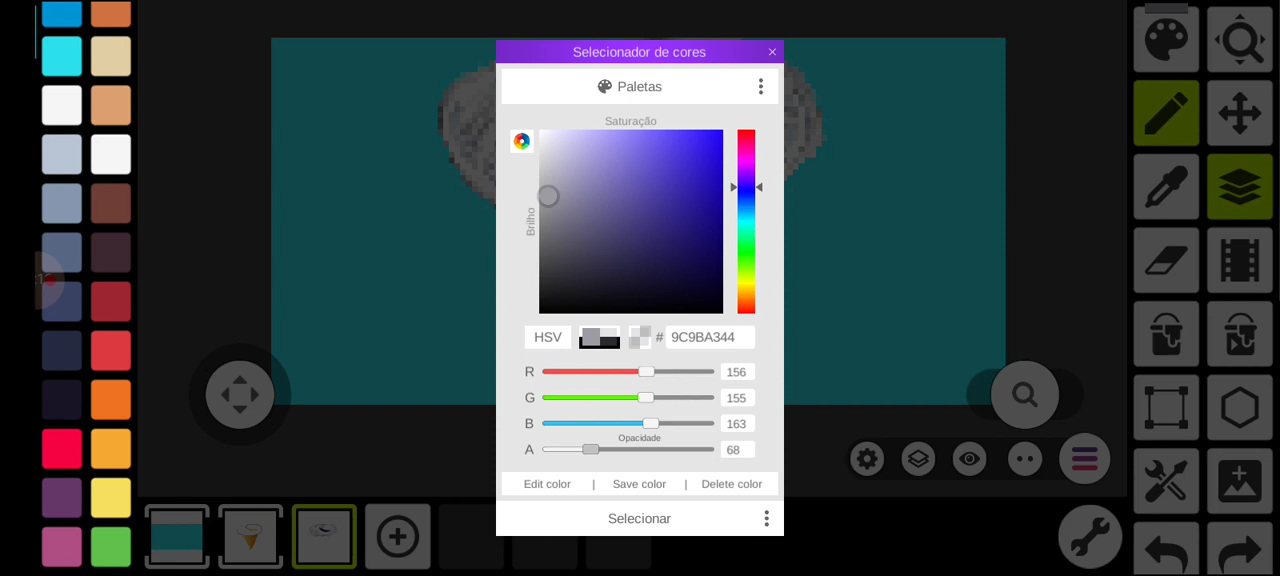 Selecionador de cores ×
Paletas
Saturação
Brilho
HSV # 9C9BA344
R 156
G 155
B 163
Opacidade
A 68
Edit color | Save color | Delete color
Selecionar